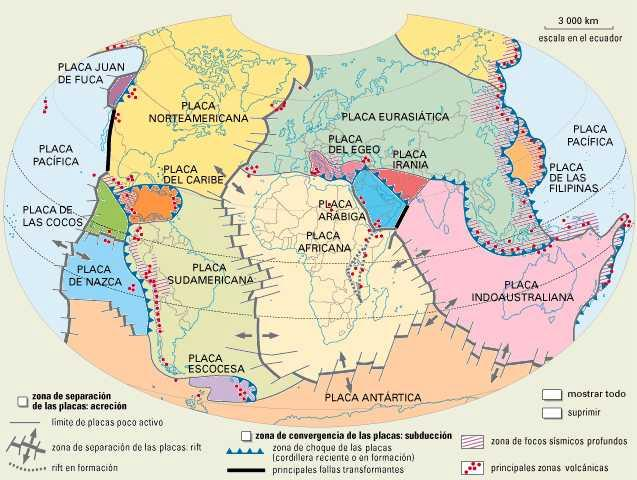 3 000 km
escala en el ecuador
PLACA JUAN
DE FUCA
PLACA
NORTEAMERICANA
PLACA EURASIÁTICA
PLACA
PACÍFICA
PLACA
PACÍFICA
PLACA
DEL EGEO
PLACA
IRANIA
PLACA
DEL CARIBE
PLACA
DE LAS
FILIPINAS
PLACA DE
LAS COCOS
PLACA
ARÁBIGA
PLACA
AFRICANA
PLACA
DE NAZCA
PLACA
SUDAMERICANA
PLACA
INDOAUSTRALIANA
PLACA
ESCOCESA
PLACA ANTÁRTICA
zona de separación
de las placas: acreción
límite de placas poco activo
zona de separación de las placas: rift
rift en formación
zona de convergencia de las placas: subducción
zona de choque de las placas
(cordillera reciente o en formación)
principales fallas transformantes
mostrar todo
suprimir
zona de focos sísmicos profundos
principales zonas volcánicas